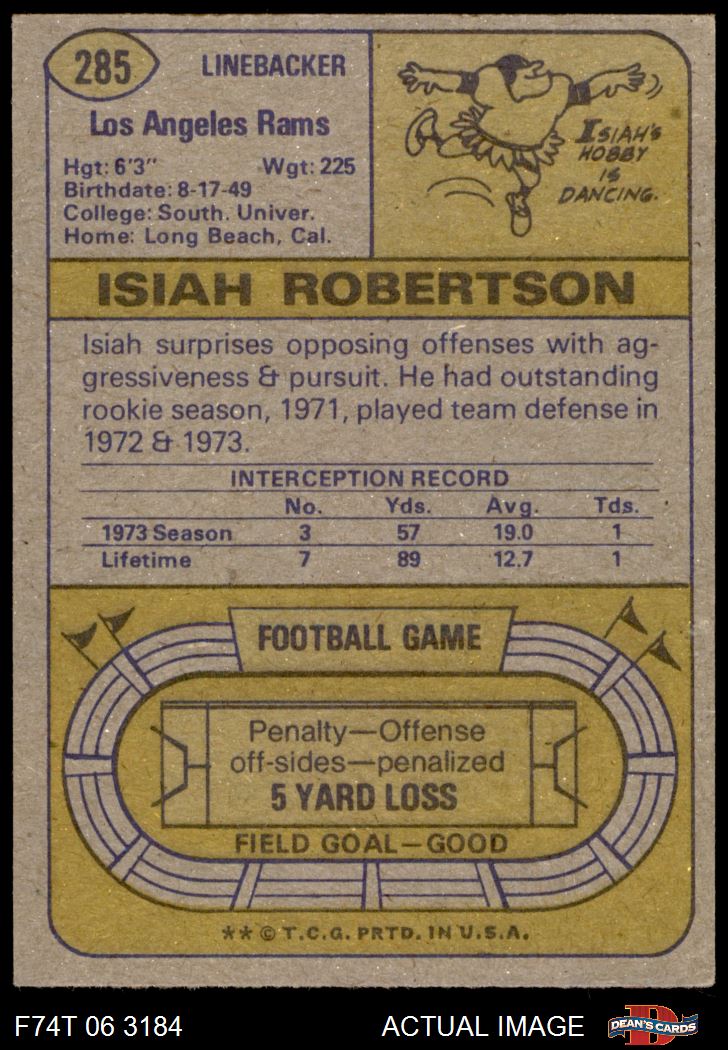 285
LINEBACKER
Los Angeles Rams
Hgt: 6'3" Wgt: 225
Birthdate: 8-17-49
College: South. Univer.
Home: Long Beach, Cal.
ISIAH'S
HOBBY
IS
DANCING.
ISIAH ROBERTSON
Isiah surprises opposing offenses with ag-
gressiveness & pursuit. He had outstanding
rookie season, 1971, played team defense in
1972 & 1973.
INTERCEPTION RECORD
No. Yds. Avg. Tds.
1973 Season 3 57 19.0 1
Lifetime 7 89 12.7 1
FOOTBALL GAME
Penalty—Offense
off-sides—penalized
5 YARD LOSS
FIELD GOAL—GOOD
** © T.C.G. PRTD. IN U.S.A.
F74T 06 3184 ACTUAL IMAGE
D
DEAN'S CARDS